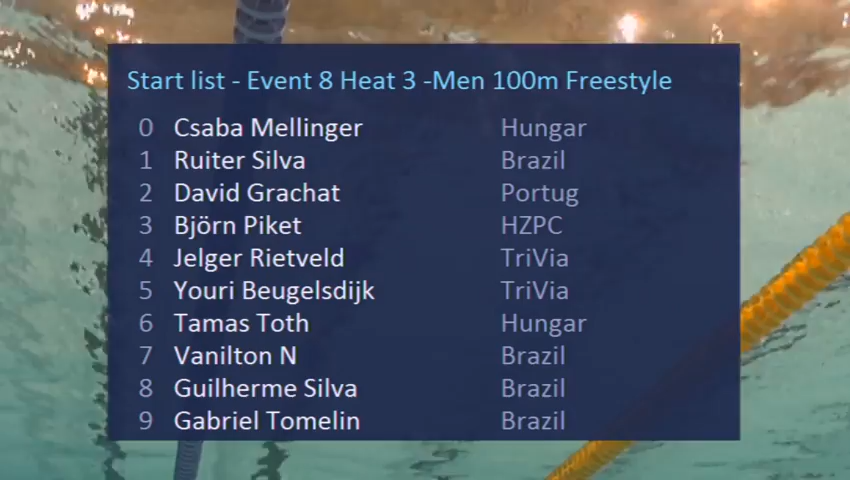 Start list - Event 8 Heat 3 -Men 100m Freestyle
0 Csaba Mellinger Hungar
1 Ruiter Silva Brazil
2 David Grachat Portug
3 Björn Piket HZPC
4 Jelger Rietveld TriVia
5 Youri Beugelsdijk TriVia
6 Tamas Toth Hungar
7 Vanilton N Brazil
8 Guilherme Silva Brazil
9 Gabriel Tomelin Brazil